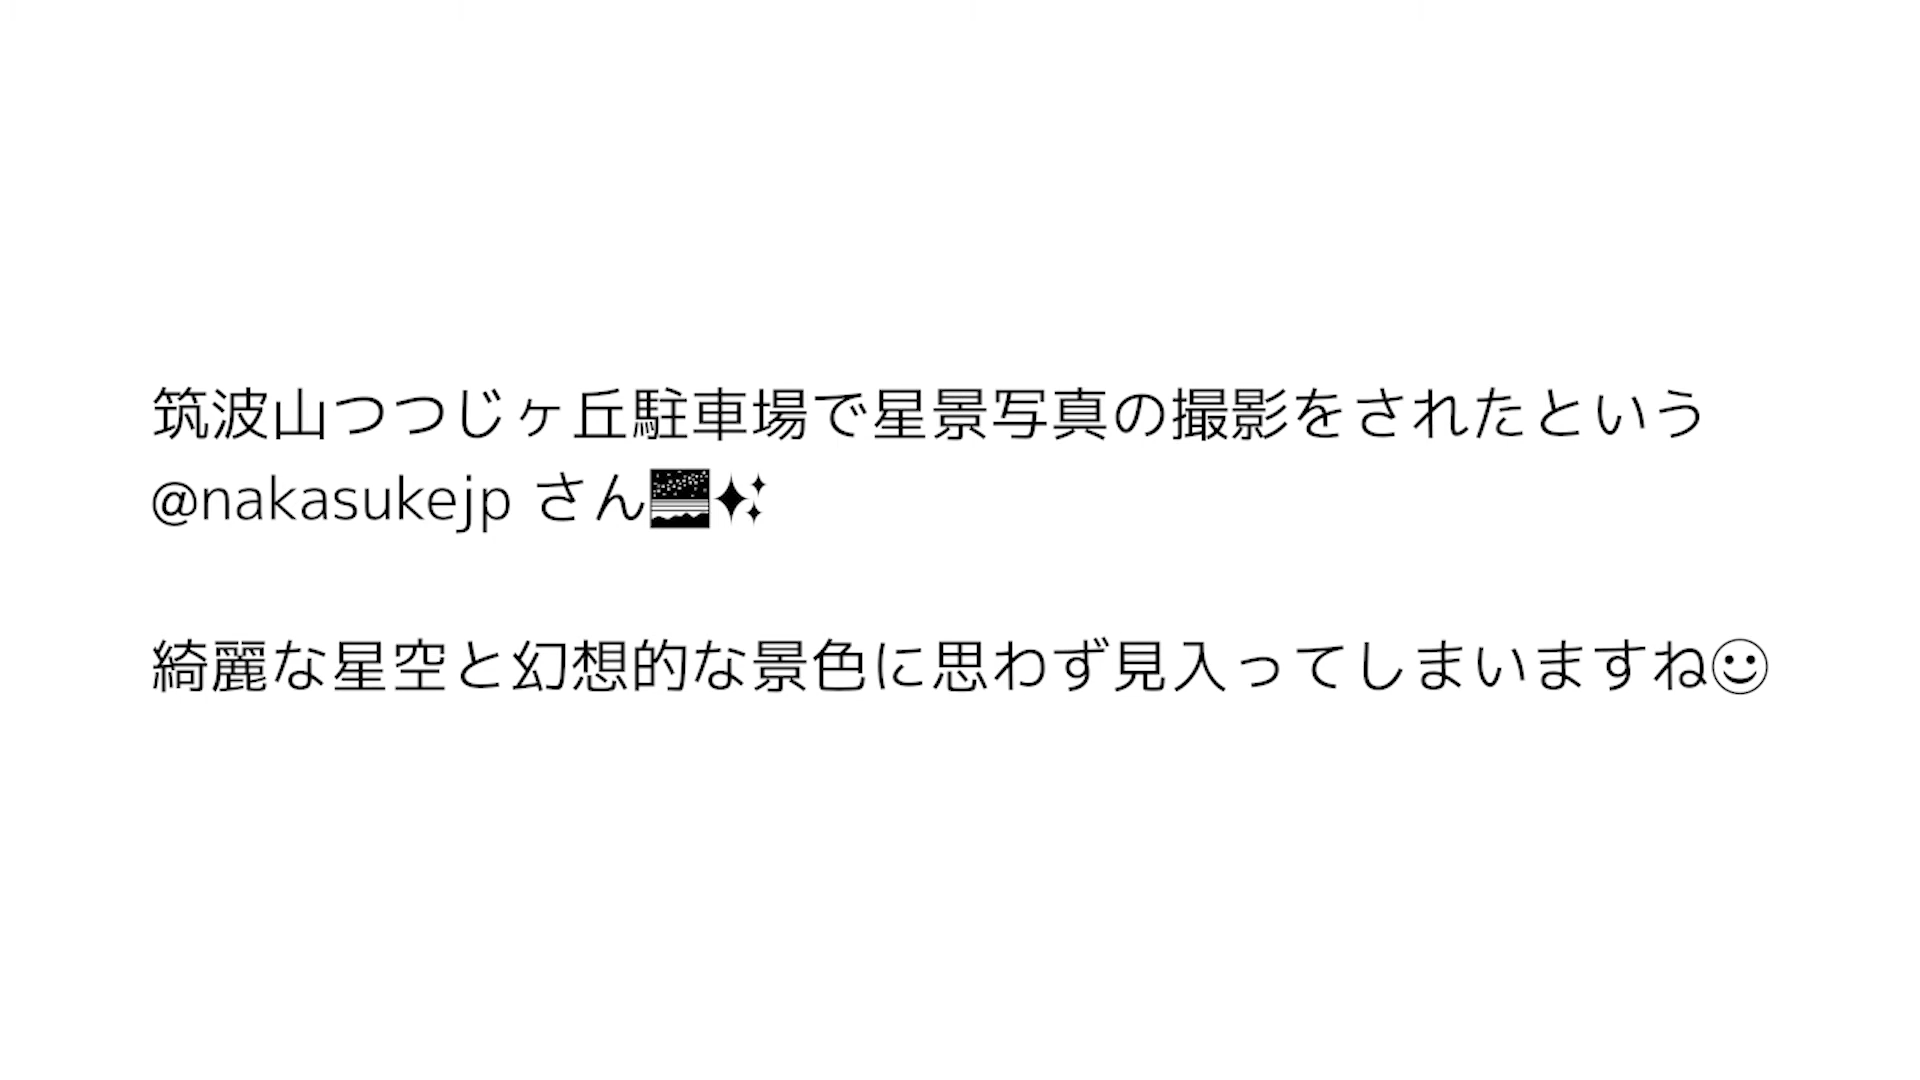 筑波山つつじヶ丘駐車場で星景写真の撮影をされたという
@nakasukejp さん🌌✨
綺麗な星空と幻想的な景色に思わず見入ってしまいますね☺